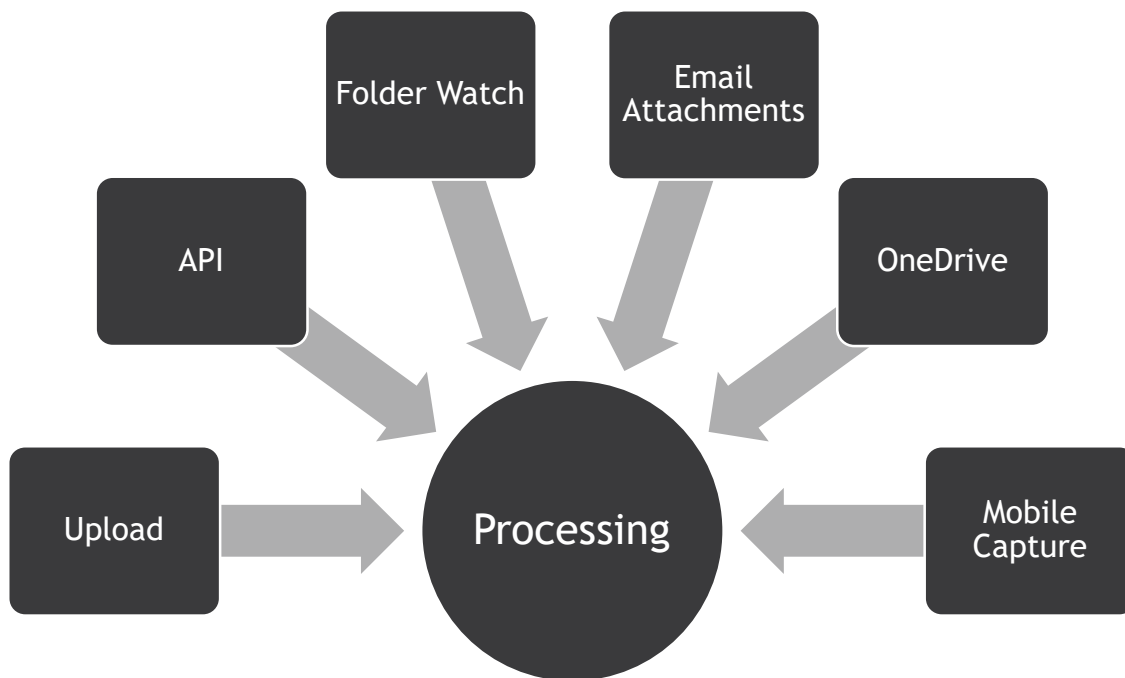 Folder Watch
Email
Attachments
API
OneDrive
Upload
Processing
Mobile
Capture